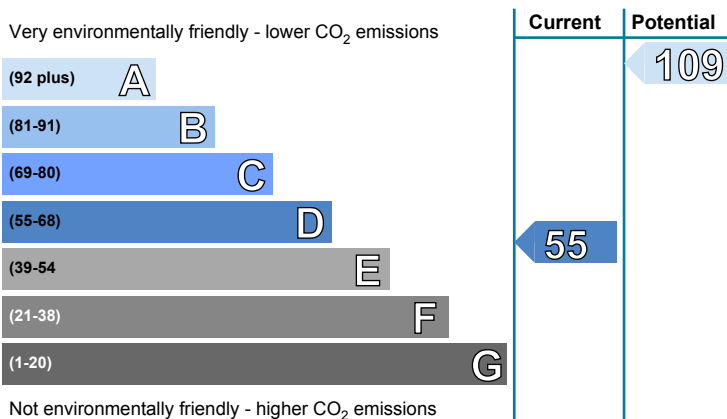 Very environmentally friendly - lower CO2 emissions
Current
Potential
(92 plus) A
109
(81-91) B
(69-80) C
(55-68) D
55
(39-54 E
(21-38) F
(1-20) G
Not environmentally friendly - higher CO2 emissions